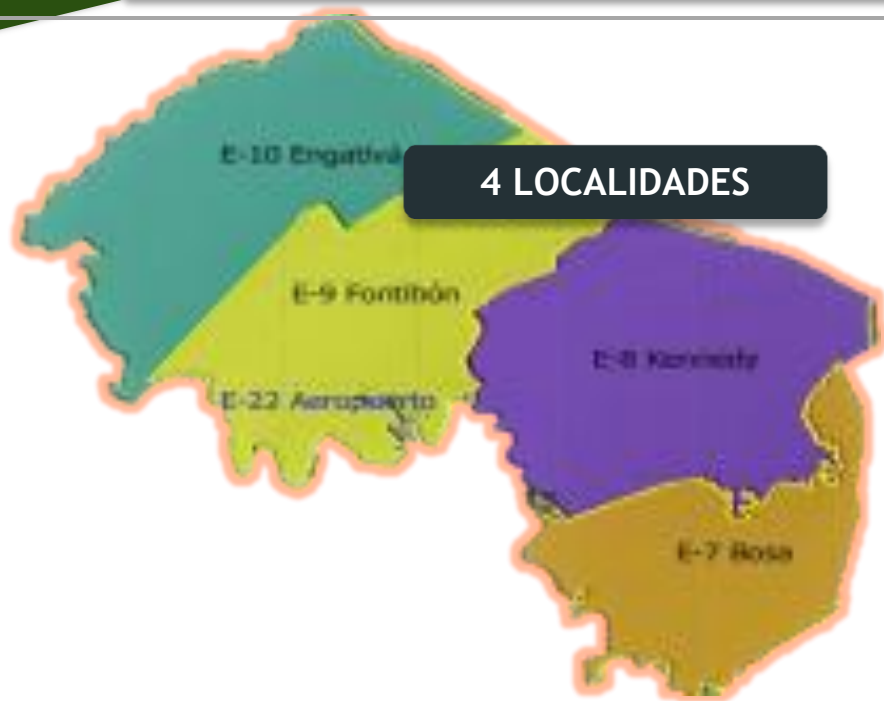 E-10 Engativá
4 LOCALIDADES
E-9 Fontibón
E-8 Kennedy
E-22 Aeropuerto
E-7 Bosa